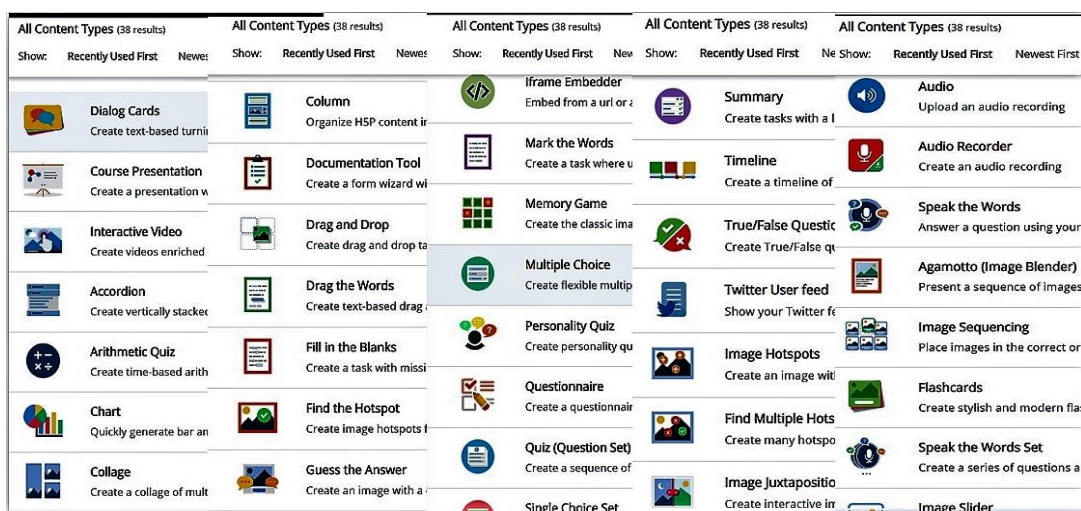 All Content Types (38 results)
Show: Recently Used First Newes
Dialog Cards
Create text-based turnin
Course Presentation
Create a presentation w
Interactive Video
Create videos enriched
Accordion
Create vertically stacked
Arithmetic Quiz
Create time-based arith
Chart
Quickly generate bar an
Collage
Create a collage of mult
All Content Types (38 results)
Show: Recently Used First Newe
Column
Organize H5P content in
Documentation Tool
Create a form wizard wi
Drag and Drop
Create drag and drop ta
Drag the Words
Create text-based drag
Fill in the Blanks
Create a task with missi
Find the Hotspot
Create image hotspots f
Guess the Answer
Create an image with a
All Content Types (38 results)
Show: Recently Used First New
Iframe Embedder
Embed from a url or a
Mark the Words
Create a task where u
Memory Game
Create the classic ima
Multiple Choice
Create flexible multip
Personality Quiz
Create personality qu
Questionnaire
Create a questionnair
Quiz (Question Set)
Create a sequence of
Single Choice Set
All Content Types (38 results)
Show: Recently Used First Ne
Summary
Create tasks with a l
Timeline
Create a timeline of
True/False Questic
Create True/False qu
Twitter User feed
Show your Twitter fe
Image Hotspots
Create an image wit
Find Multiple Hots
Create many hotspo
Image Juxtapositio
Create interactive im
All Content Types (38 results)
Show: Recently Used First Newest First
Audio
Upload an audio recording
Audio Recorder
Create an audio recording
Speak the Words
Answer a question using your
Agamotto (Image Blender)
Present a sequence of images
Image Sequencing
Place images in the correct or
Flashcards
Create stylish and modern fla
Speak the Words Set
Create a series of questions a
Image Slider